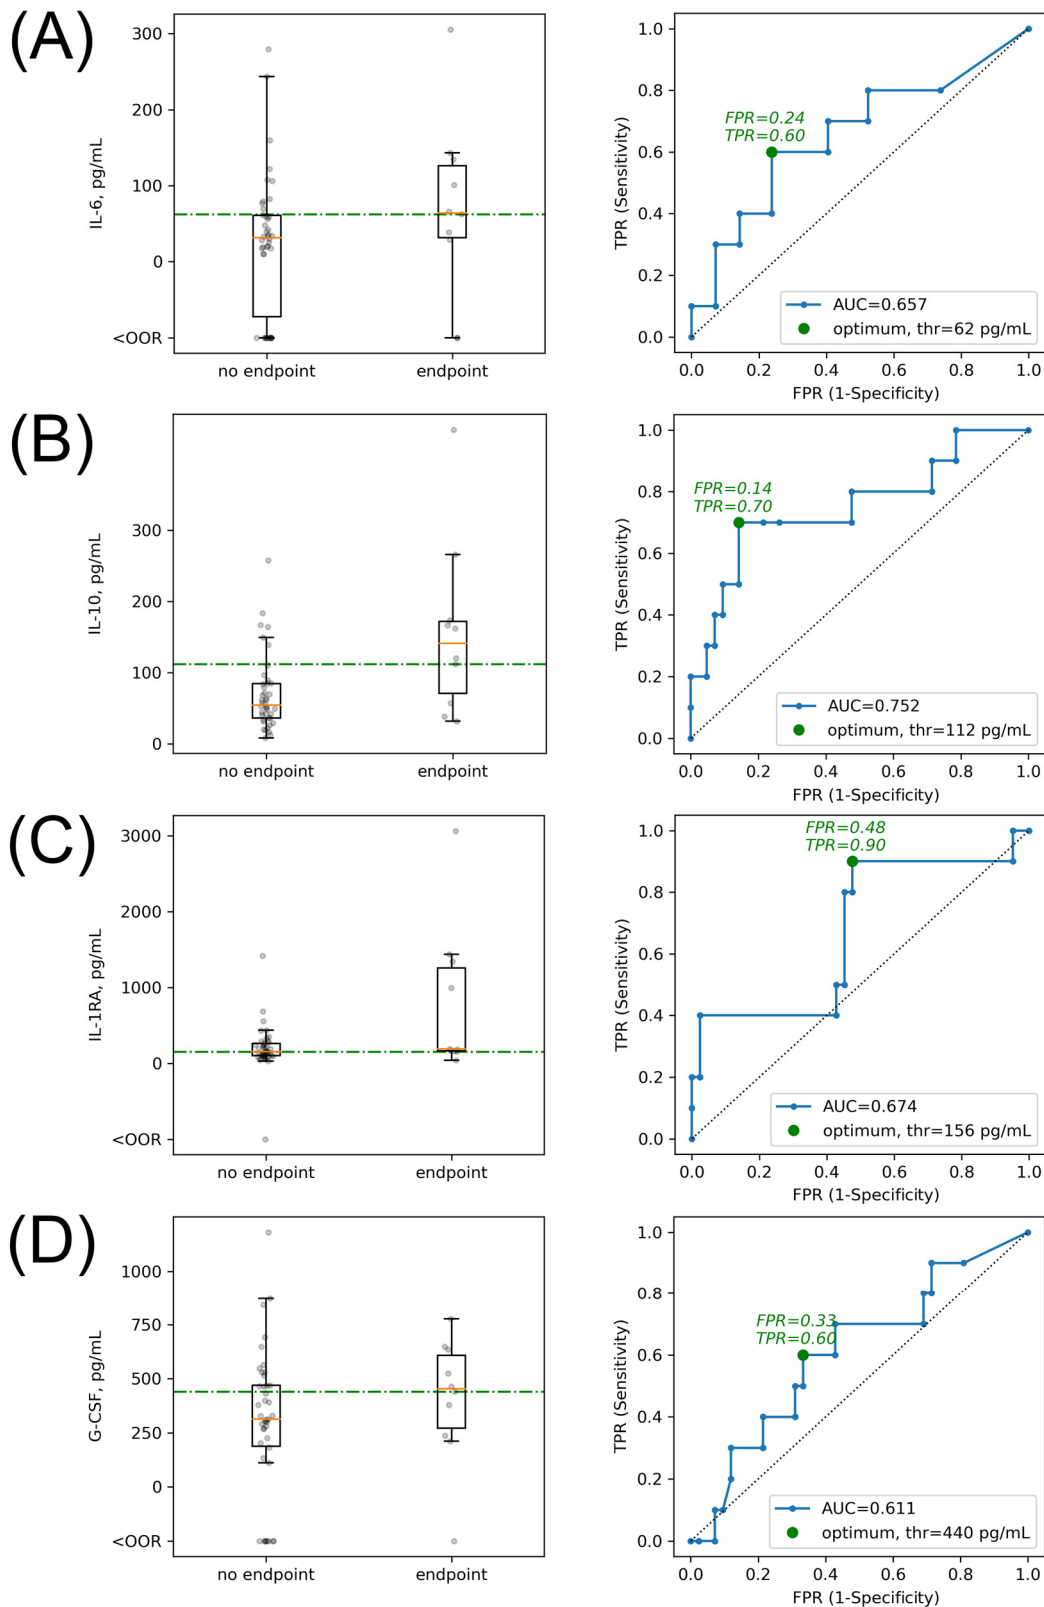 (A)
IL-6, pg/mL
300
200
100
0
<OOR
no endpoint
endpoint
TPR (Sensitivity)
1.0
0.8
0.6
0.4
0.2
0.0
FPR=0.24
TPR=0.60
AUC=0.657
optimum, thr=62 pg/mL
0.0 0.2 0.4 0.6 0.8 1.0
FPR (1-Specificity)
(B)
IL-10, pg/mL
300
200
100
0
no endpoint
endpoint
TPR (Sensitivity)
1.0
0.8
0.6
0.4
0.2
0.0
FPR=0.14
TPR=0.70
AUC=0.752
optimum, thr=112 pg/mL
0.0 0.2 0.4 0.6 0.8 1.0
FPR (1-Specificity)
(C)
IL-1RA, pg/mL
3000
2000
1000
0
<OOR
no endpoint
endpoint
TPR (Sensitivity)
1.0
0.8
0.6
0.4
0.2
0.0
FPR=0.48
TPR=0.90
AUC=0.674
optimum, thr=156 pg/mL
0.0 0.2 0.4 0.6 0.8 1.0
FPR (1-Specificity)
(D)
G-CSF, pg/mL
1000
750
500
250
0
<OOR
no endpoint
endpoint
TPR (Sensitivity)
1.0
0.8
0.6
0.4
0.2
0.0
FPR=0.33
TPR=0.60
AUC=0.611
optimum, thr=440 pg/mL
0.0 0.2 0.4 0.6 0.8 1.0
FPR (1-Specificity)